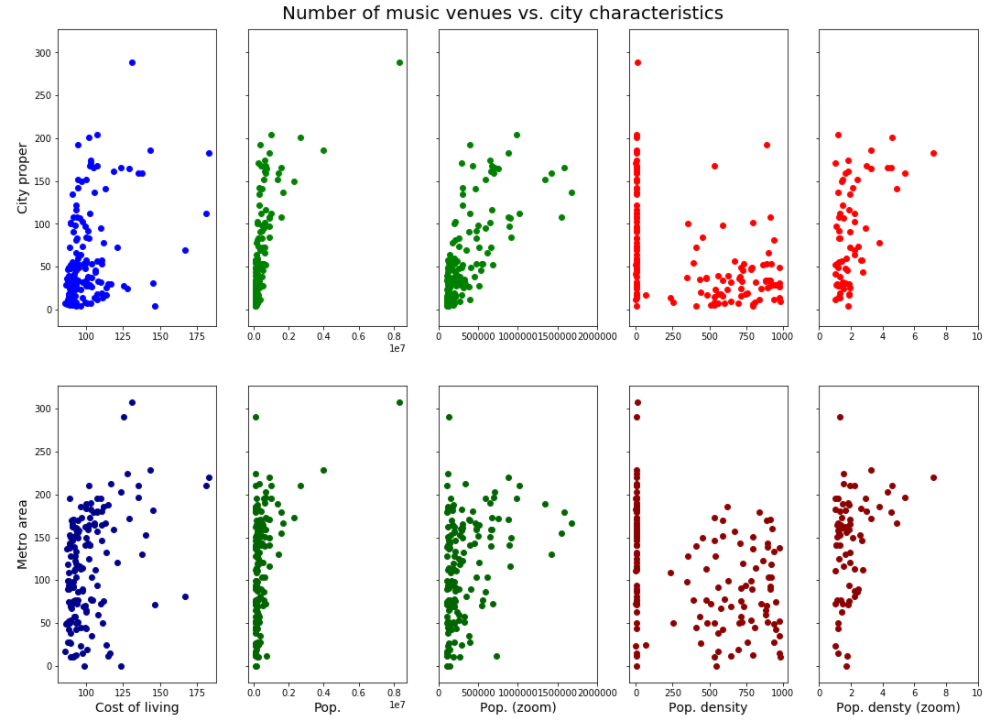 Number of music venues vs. city characteristics
City proper
300
250
200
150
100
50
0
100 125 150 175
0.0 0.2 0.4 0.6 0.8
1e7
0 500000 1000000 1500000 2000000
0 250 500 750 1000
0 2 4 6 8 10
Metro area
300
250
200
150
100
50
0
100 125 150 175
0.0 0.2 0.4 0.6 0.8
1e7
0 500000 1000000 1500000 2000000
0 250 500 750 1000
0 2 4 6 8 10
Cost of living
Pop.
Pop. (zoom)
Pop. density
Pop. densty (zoom)